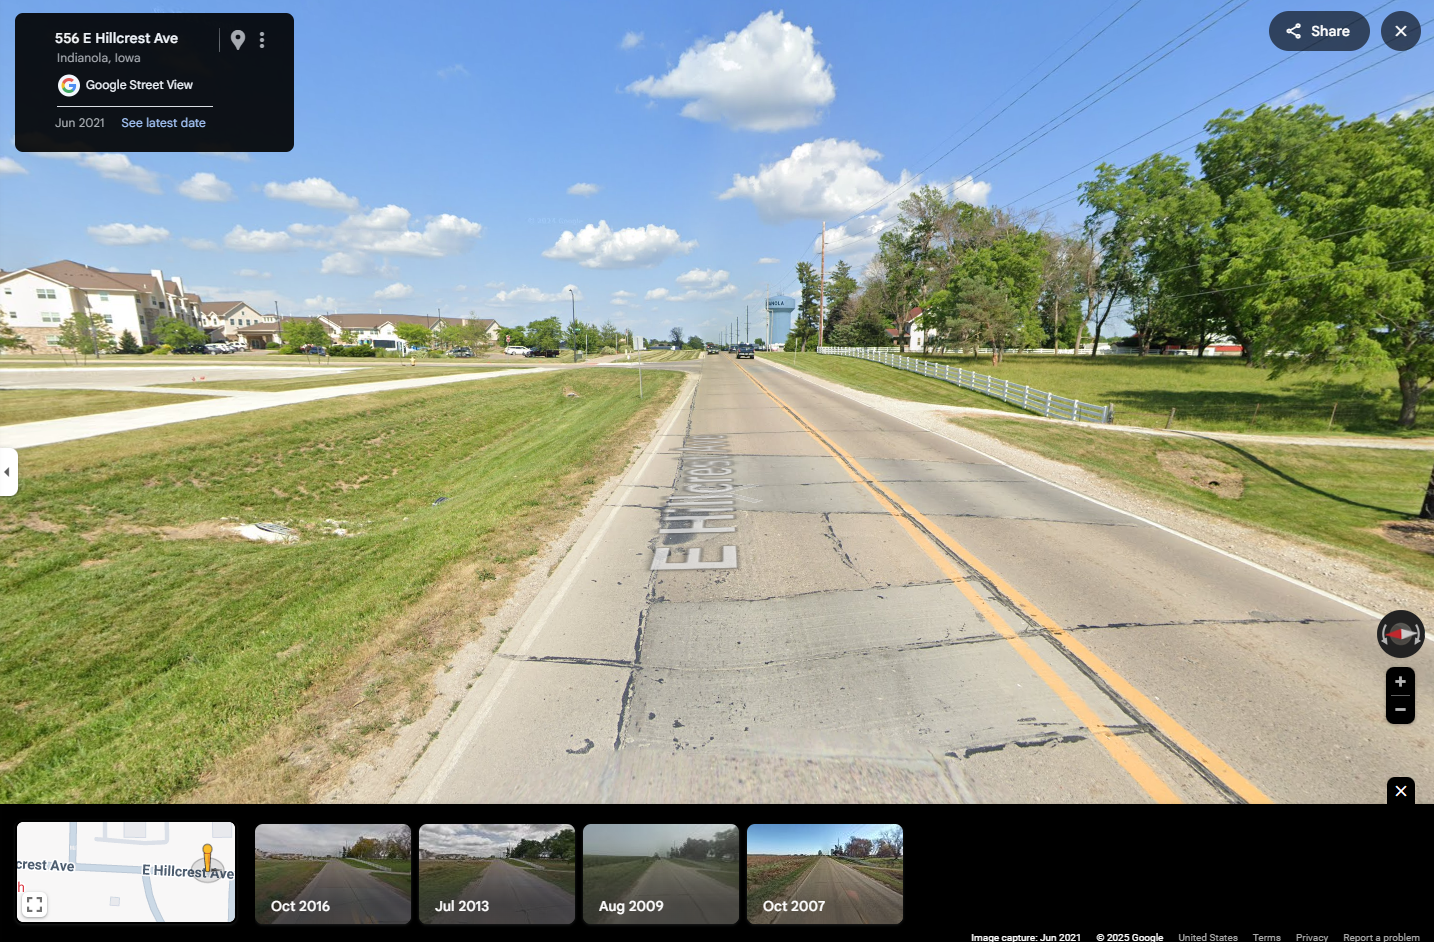 556 E Hillcrest Ave
Indianola, Iowa
Google Street View
Jun 2021 See latest date
Share
E Hillcrest Ave
crest Ave
E Hillcrest Ave
h
Oct 2016
Jul 2013
Aug 2009
Oct 2007
Image capture: Jun 2021 © 2025 Google United States Terms Privacy Report a problem